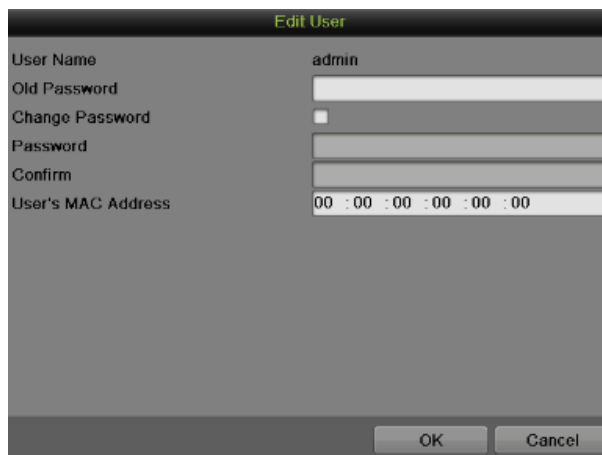 Edit User
User Name admin
Old Password
Change Password
Password
Confirm
User's MAC Address 00 :00 :00 :00 :00 :00
OK Cancel